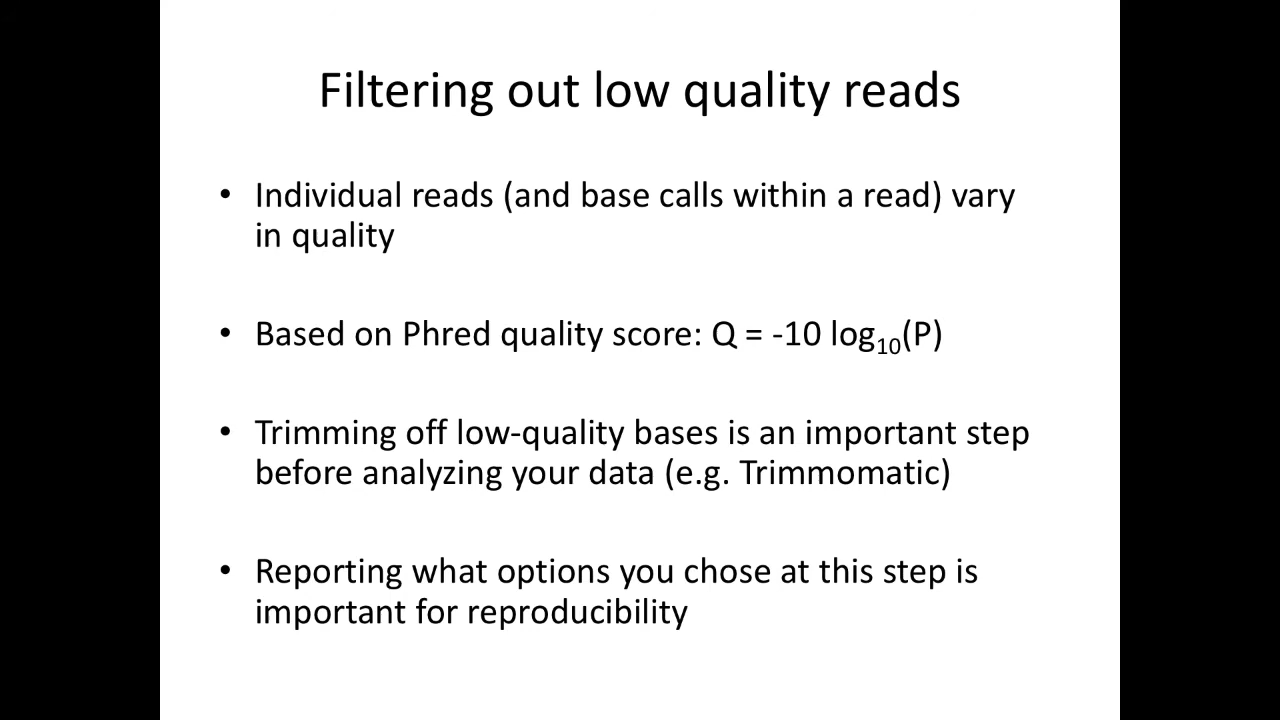 Filtering out low quality reads
• Individual reads (and base calls within a read) vary
in quality
• Based on Phred quality score: Q = -10 log₁₀(P)
• Trimming off low-quality bases is an important step
before analyzing your data (e.g. Trimmomatic)
• Reporting what options you chose at this step is
important for reproducibility